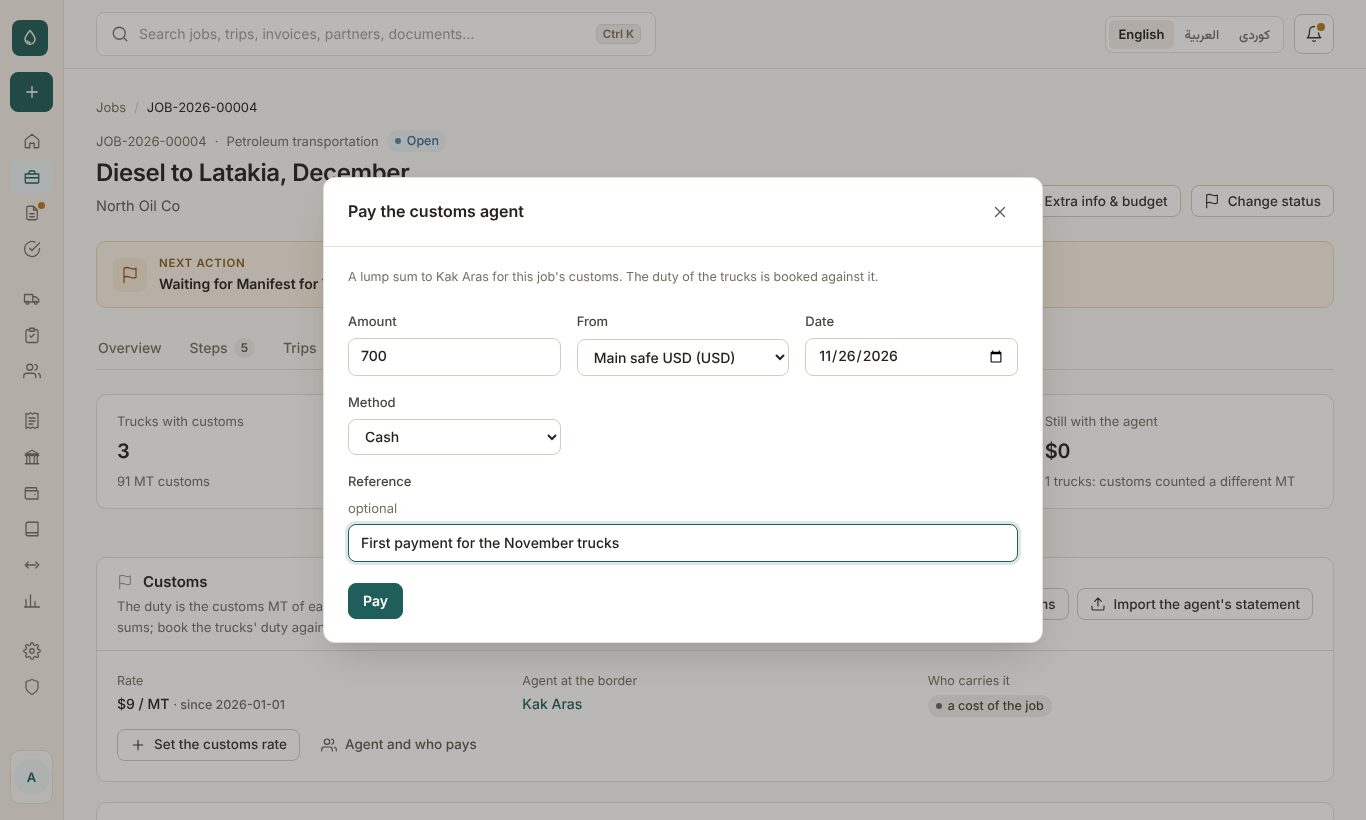 Search jobs, trips, invoices, partners, documents...
Ctrl K
English
العربية
کوردی
Jobs / JOB-2026-00004
JOB-2026-00004 · Petroleum transportation
Open
Diesel to Latakia, December
North Oil Co
Extra info & budget
Change status
NEXT ACTION
Waiting for Manifest for
Overview
Steps 5
Trips
Trucks with customs
3
91 MT customs
Still with the agent
$0
1 trucks: customs counted a different MT
Pay the customs agent
A lump sum to Kak Aras for this job's customs. The duty of the trucks is booked against it.
Amount
From
Date
700
Main safe USD (USD)
11/26/2026
Method
Cash
Reference
optional
First payment for the November trucks
Pay
Customs
The duty is the customs MT of ea
sums; book the trucks' duty again
ns
Import the agent's statement
Rate
Agent at the border
Who carries it
$9 / MT · since 2026-01-01
Kak Aras
a cost of the job
Set the customs rate
Agent and who pays
A